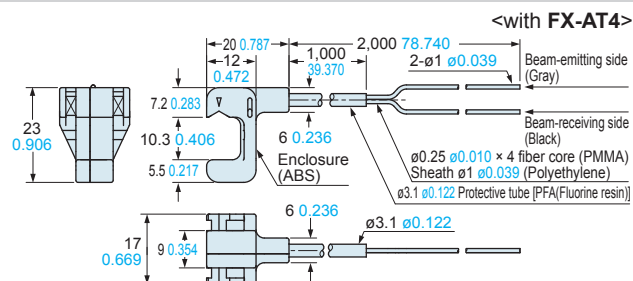 <with FX-AT4>
20 0.787
2,000 78.740
12
0.472
1,000
39.370
2-ø1 ø0.039
Beam-emitting side
(Gray)
7.2 0.283
23
0.906
10.3 0.406
6 0.236
Beam-receiving side
(Black)
Enclosure
(ABS)
5.5 0.217
ø0.25 ø0.010 × 4 fiber core (PMMA)
Sheath ø1 ø0.039 (Polyethylene)
ø3.1 ø0.122 Protective tube [PFA(Fluorine resin)]
6 0.236
ø3.1 ø0.122
17
0.669
9 0.354